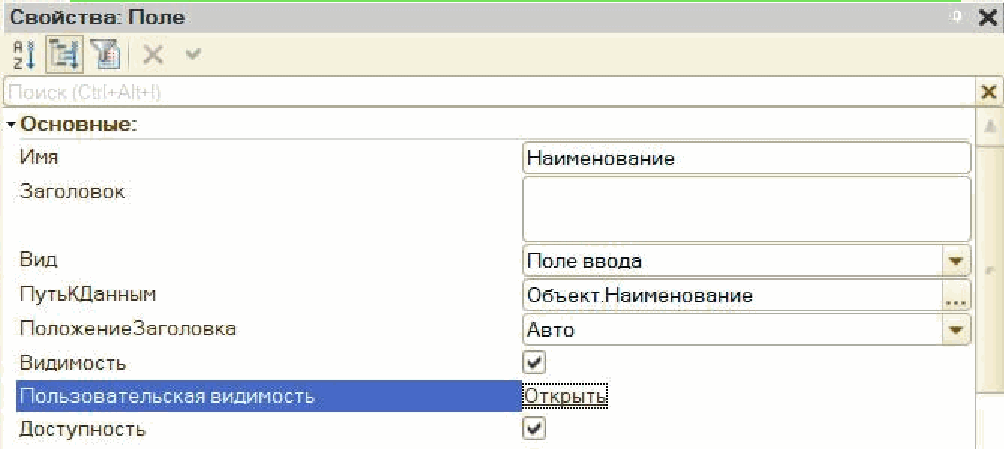 Свойства: Поле
Поиск (Ctrl+Alt+I)
Основные:
Имя Наименование
Заголовок
Вид Поле ввода
ПутьКДанным Объект.Наименование ...
ПоложениеЗаголовка Авто
Видимость
Пользовательская видимость Открыть
Доступность